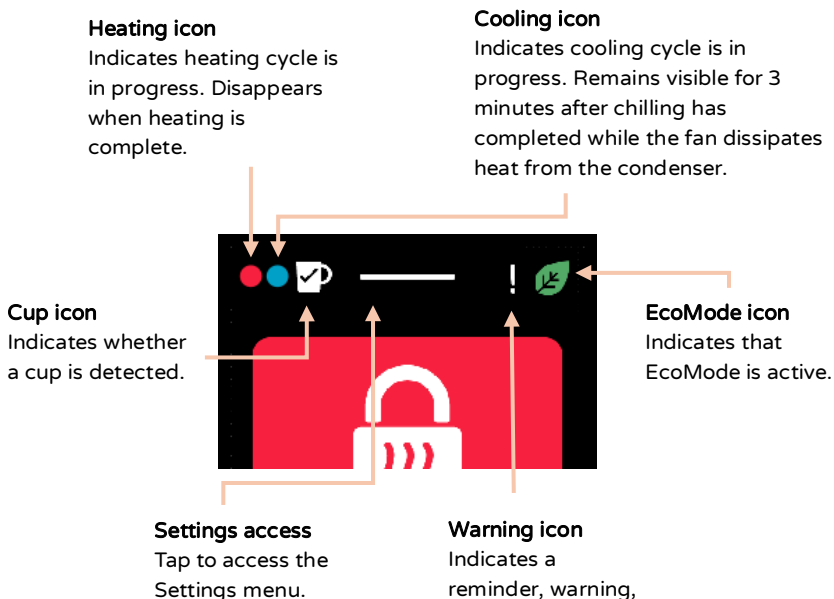 Heating icon
Indicates heating cycle is
in progress. Disappears
when heating is
complete.
Cooling icon
Indicates cooling cycle is in
progress. Remains visible for 3
minutes after chilling has
completed while the fan dissipates
heat from the condenser.
Cup icon
Indicates whether
a cup is detected.
EcoMode icon
Indicates that
EcoMode is active.
Settings access
Tap to access the
Settings menu.
Warning icon
Indicates a
reminder, warning,